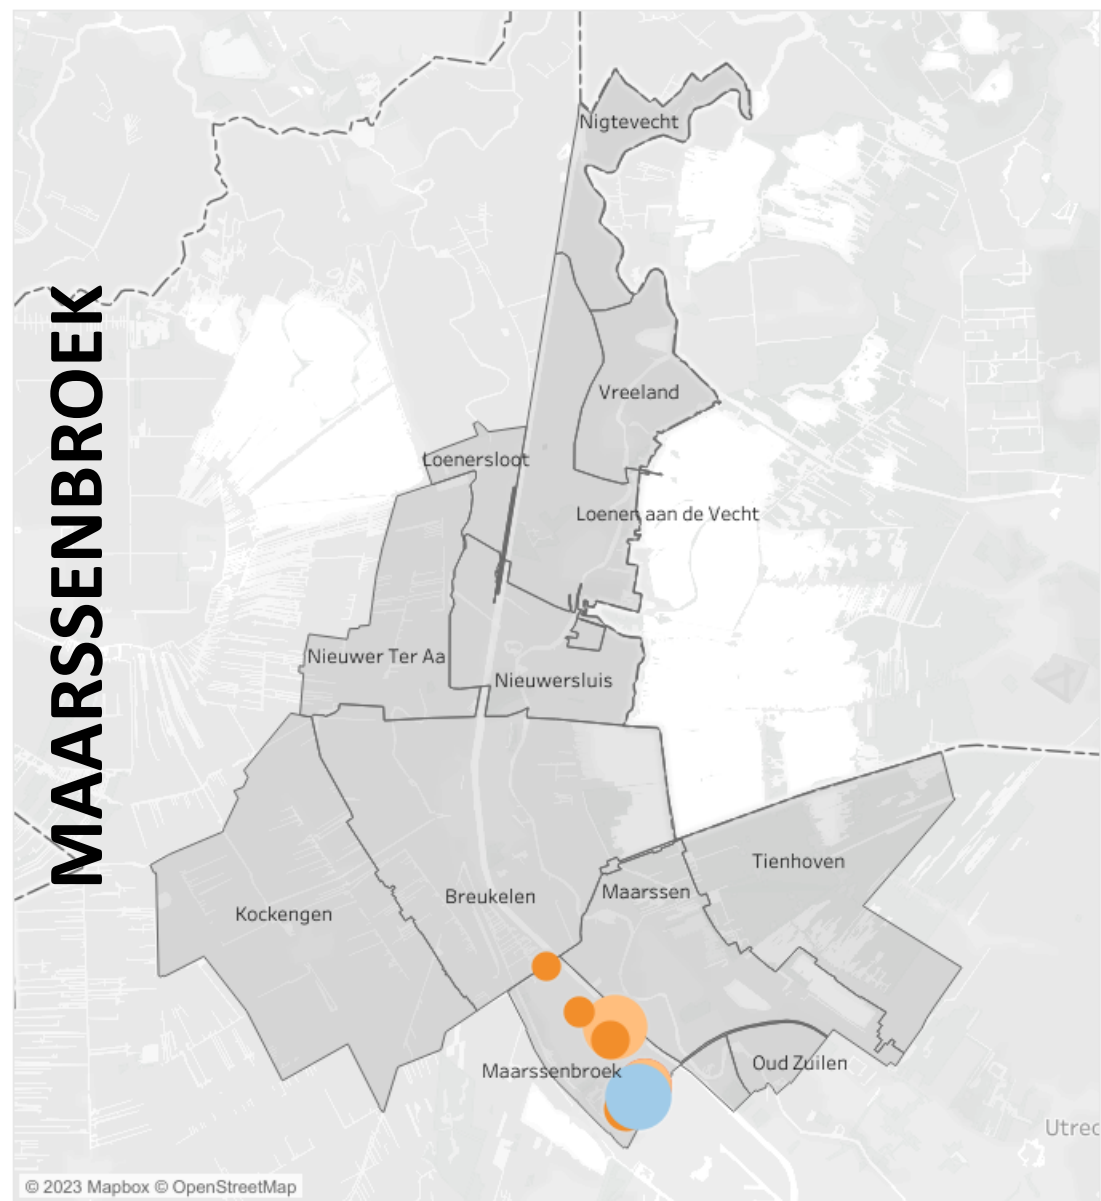 MAARSSENBROEK
Nigtevecht
Vreeland
Loenersloot
Loenen aan de Vecht
Nieuwer Ter Aa
Nieuwersluis
Tienhoven
Maarssen
Breukelen
Kockengen
Oud Zuilen
Maarssenbroek
Utrec
© 2023 Mapbox © OpenStreetMap